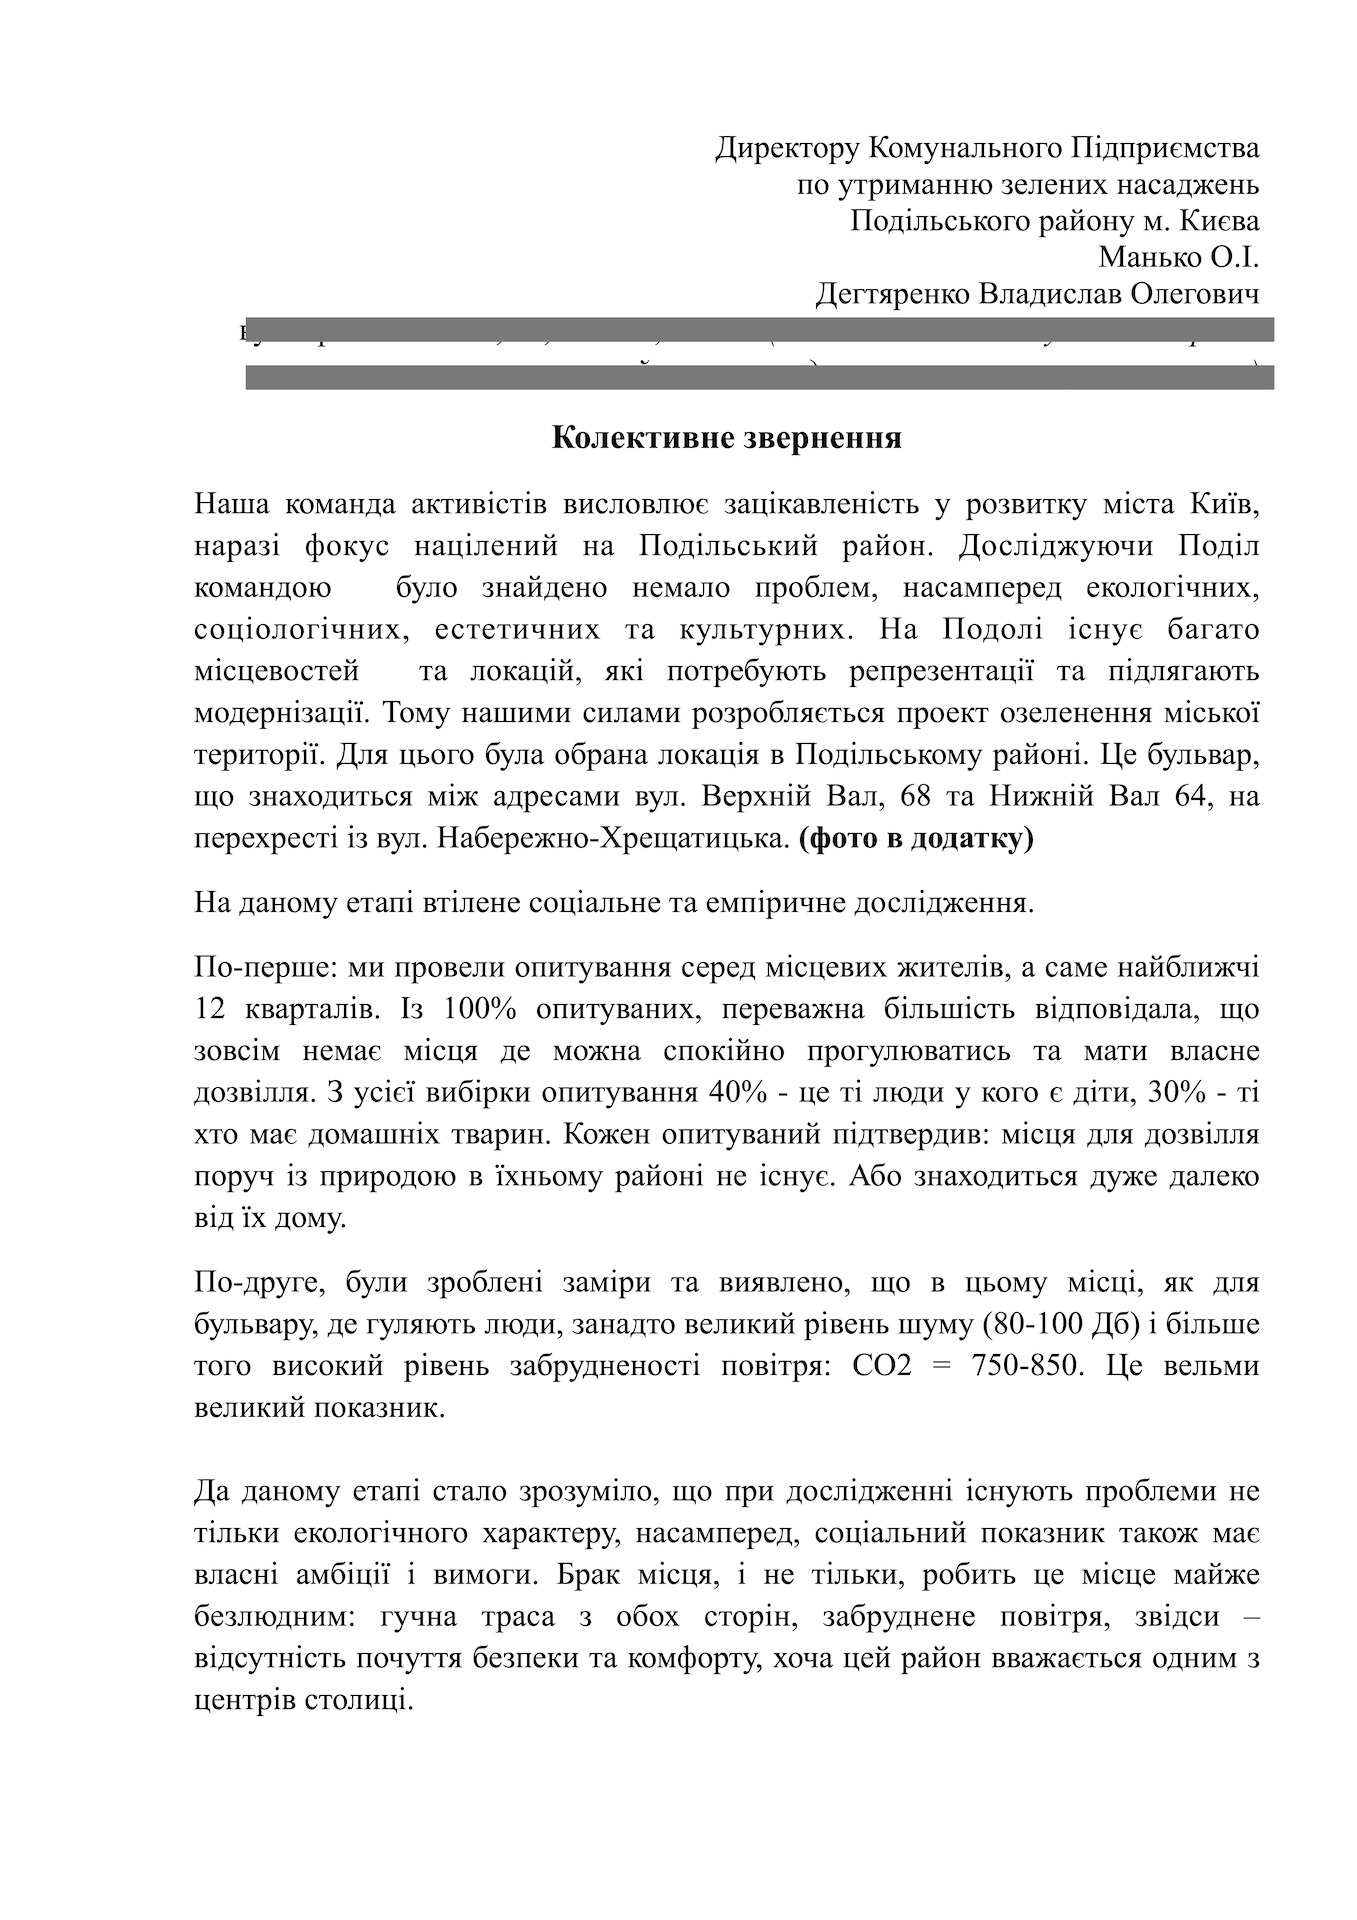 Директору Комунального Підприємства
по утриманню зелених насаджень
Подільського району м. Києва
Манько О.І.
Дегтяренко Владислав Олегович
Колективне звернення
Наша команда активістів висловлює зацікавленість у розвитку міста Київ,
наразі фокус націлений на Подільський район. Досліджуючи Поділ
командою було знайдено немало проблем, насамперед екологічних,
соціологічних, естетичних та культурних. На Подолі існує багато
місцевостей та локацій, які потребують репрезентації та підлягають
модернізації. Тому нашими силами розробляється проект озеленення міської
території. Для цього була обрана локація в Подільському районі. Це бульвар,
що знаходиться між адресами вул. Верхній Вал, 68 та Нижній Вал 64, на
перехресті із вул. Набережно-Хрещатицька. (фото в додатку)
На даному етапі втілене соціальне та емпіричне дослідження.
По-перше: ми провели опитування серед місцевих жителів, а саме найближчі
12 кварталів. Із 100% опитуваних, переважна більшість відповідала, що
зовсім немає місця де можна спокійно прогулюватись та мати власне
дозвілля. З усієї вибірки опитування 40% - це ті люди у кого є діти, 30% - ті
хто має домашніх тварин. Кожен опитуваний підтвердив: місця для дозвілля
поруч із природою в їхньому районі не існує. Або знаходиться дуже далеко
від їх дому.
По-друге, були зроблені заміри та виявлено, що в цьому місці, як для
бульвару, де гуляють люди, занадто великий рівень шуму (80-100 Дб) і більше
того високий рівень забрудненості повітря: CO2 = 750-850. Це вельми
великий показник.
Да даному етапі стало зрозуміло, що при дослідженні існують проблеми не
тільки екологічного характеру, насамперед, соціальний показник також має
власні амбіції і вимоги. Брак місця, і не тільки, робить це місце майже
безлюдним: гучна траса з обох сторін, забруднене повітря, звідси –
відсутність почуття безпеки та комфорту, хоча цей район вважається одним з
центрів столиці.